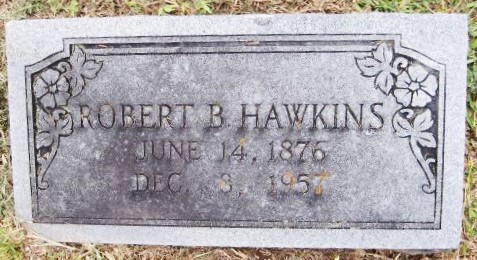 ROBERT B. HAWKINS
JUNE 14, 1876
DEC. 8, 1957